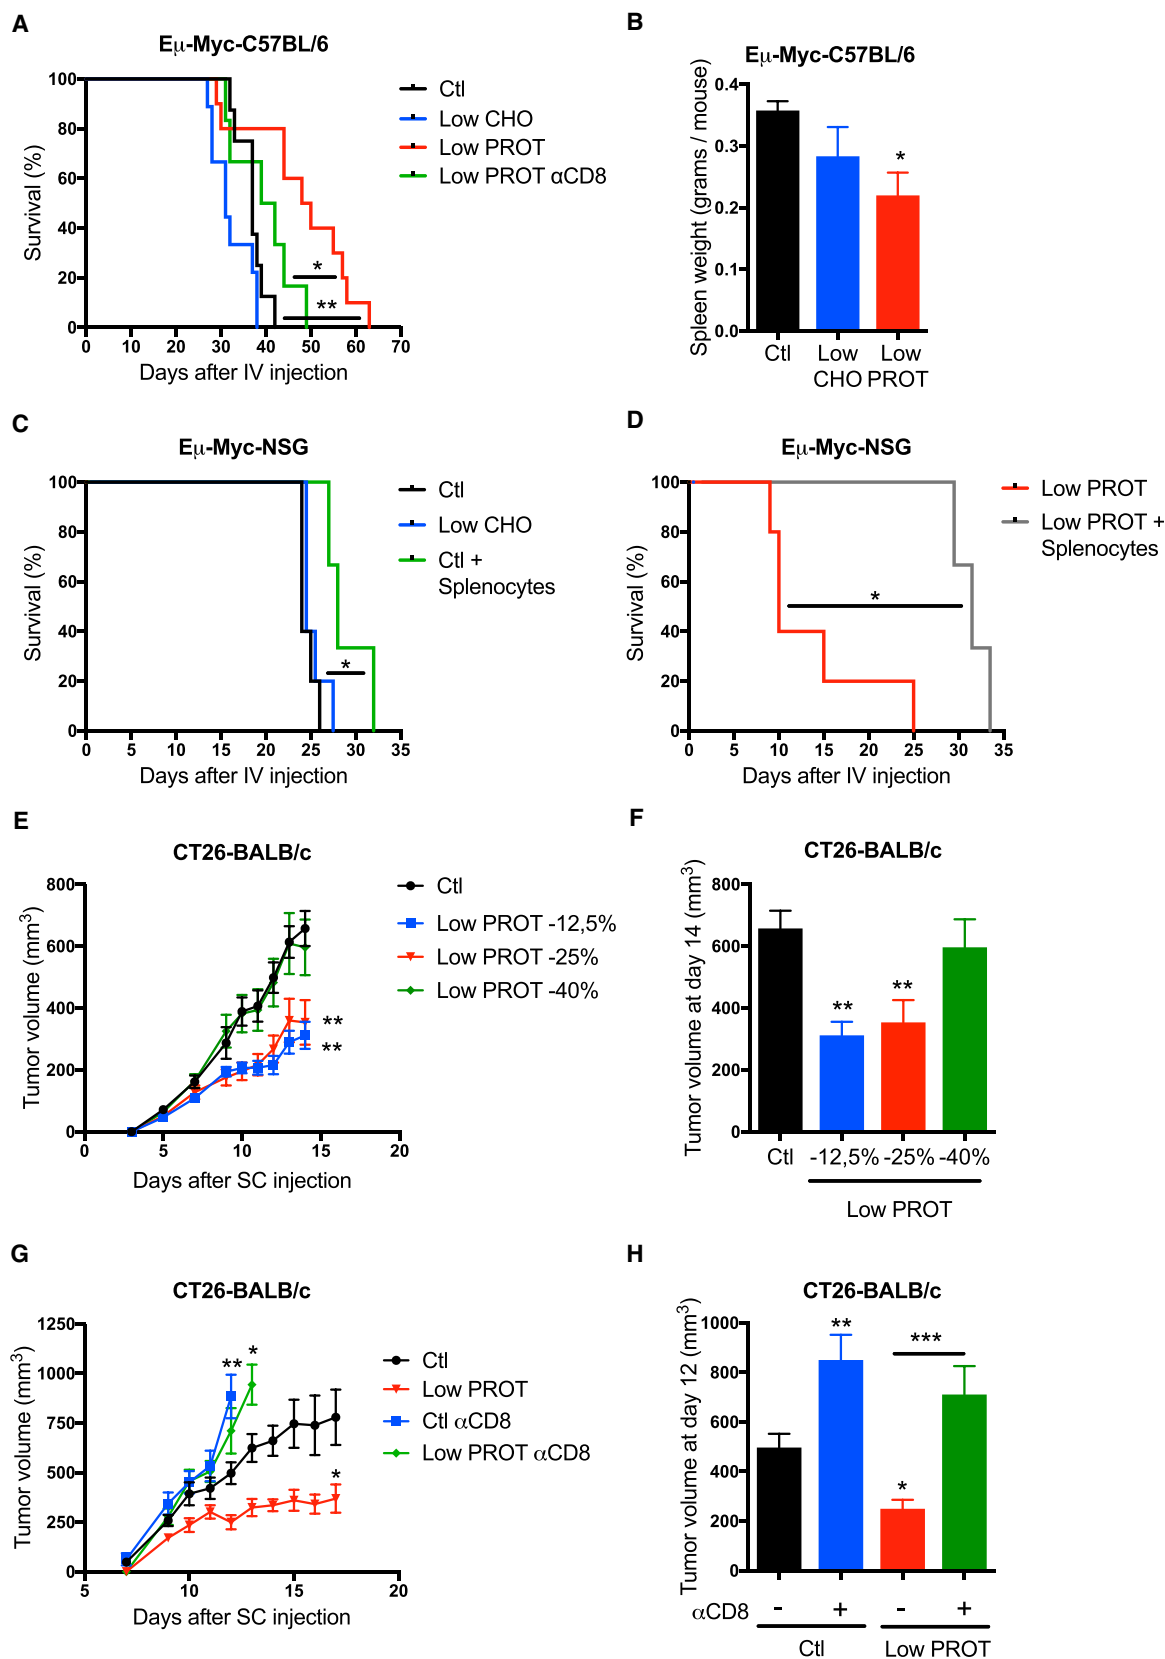 A
Eμ-Myc-C57BL/6
Survival (%)
100
80
60
40
20
0
0 10 20 30 40 50 60 70
Days after IV injection
Ctl
Low CHO
Low PROT
Low PROT αCD8
*
**
B
Eμ-Myc-C57BL/6
Spleen weight (grams / mouse)
0.4
0.3
0.2
0.1
0.0
*
Ctl Low CHO Low PROT
C
Eμ-Myc-NSG
Survival (%)
100
80
60
40
20
0
0 5 10 15 20 25 30 35
Days after IV injection
Ctl
Low CHO
Ctl +
Splenocytes
*
D
Eμ-Myc-NSG
Survival (%)
100
80
60
40
20
0
0 5 10 15 20 25 30 35
Days after IV injection
Low PROT
Low PROT +
Splenocytes
*
E
CT26-BALB/c
Tumor volume (mm³)
800
600
400
200
0
0 5 10 15 20
Days after SC injection
Ctl
Low PROT -12,5%
Low PROT -25%
Low PROT -40%
**
**
F
CT26-BALB/c
Tumor volume at day 14 (mm³)
800
600
400
200
0
** **
Ctl -12,5% -25% -40%
Low PROT
G
CT26-BALB/c
Tumor volume (mm³)
1250
1000
750
500
250
0
5 10 15 20
Days after SC injection
Ctl
Low PROT
Ctl αCD8
Low PROT αCD8
** *
*
H
CT26-BALB/c
Tumor volume at day 12 (mm³)
1000
800
600
400
200
0
**
***
*
αCD8 - + - +
Ctl Low PROT